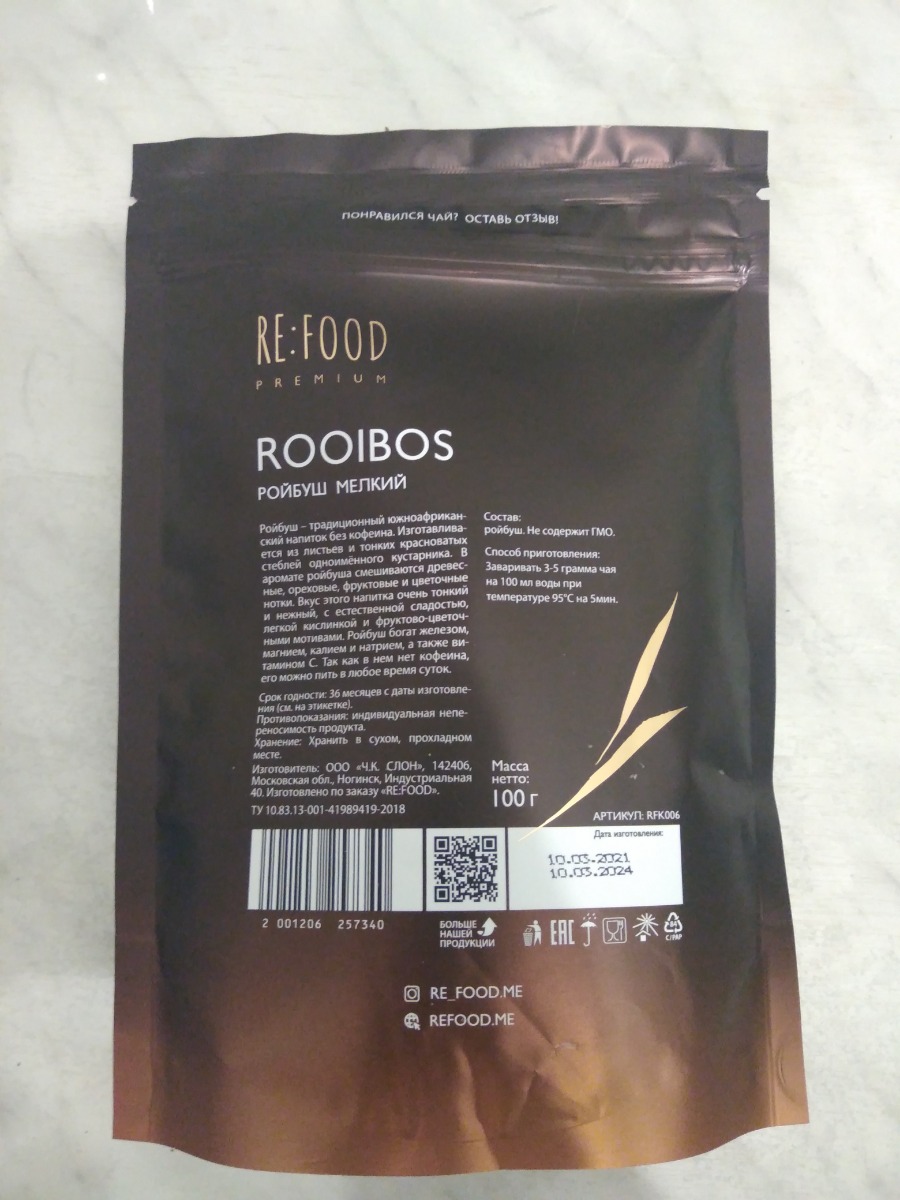 ПОНРАВИЛСЯ ЧАЙ? ОСТАВЬ ОТЗЫВ!
RE:FOOD
PREMIUM
ROOIBOS
РОЙБУШ МЕЛКИЙ
Ройбуш – традиционный южноафрикан-
ский напиток без кофеина. Изготавлива-
ется из листьев и тонких красноватых
стеблей одноимённого кустарника. В
аромате ройбуша смешиваются древес-
ные, ореховые, фруктовые и цветочные
нотки. Вкус этого напитка очень тонкий
и нежный, с естественной сладостью,
легкой кислинкой и фруктово-цветоч-
ными мотивами. Ройбуш богат железом,
магнием, калием и натрием, а также ви-
тамином С. Так как в нем нет кофеина,
его можно пить в любое время суток.
Срок годности: 36 месяцев с даты изготовле-
ния (см. на этикетке).
Противопоказания: индивидуальная непе-
реносимость продукта.
Хранение: Хранить в сухом, прохладном
месте.
Изготовитель: ООО «Ч.К. СЛОН», 142406,
Московская обл., Ногинск, Индустриальная
40. Изготовлено по заказу «RE:FOOD».
ТУ 10.83.13-001-41989419-2018
Состав:
ройбуш. Не содержит ГМО.
Способ приготовления:
Заваривать 3-5 грамма чая
на 100 мл воды при
температуре 95°С на 5мин.
Масса
нетто:
100 г
АРТИКУЛ: RFK006
Дата изготовления:
10.03.2021
10.03.2024
2 001206 257340
БОЛЬШЕ
НАШЕЙ
ПРОДУКЦИИ
EAC
84
C/PAP
RE_FOOD.ME
REFOOD.ME